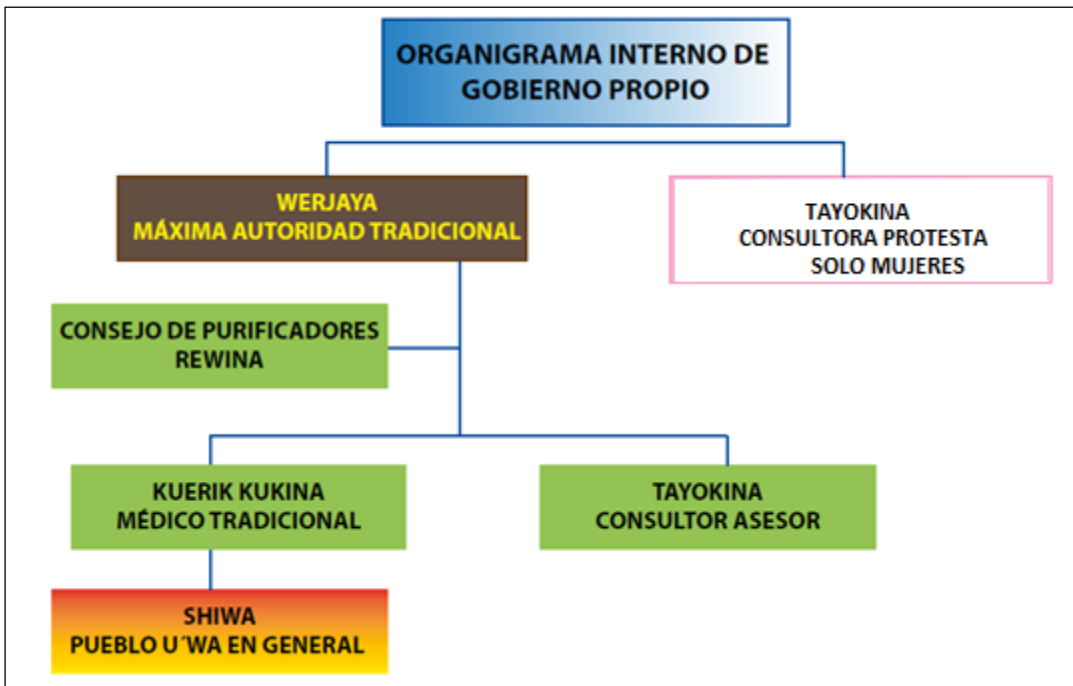 ORGANIGRAMA INTERNO DE
GOBIERNO PROPIO
WERJAYA
MÁXIMA AUTORIDAD TRADICIONAL
TAYOKINA
CONSULTORA PROTESTA
SOLO MUJERES
CONSEJO DE PURIFICADORES
REWINA
KUERIK KUKINA
MÉDICO TRADICIONAL
TAYOKINA
CONSULTOR ASESOR
SHIWA
PUEBLO U´WA EN GENERAL